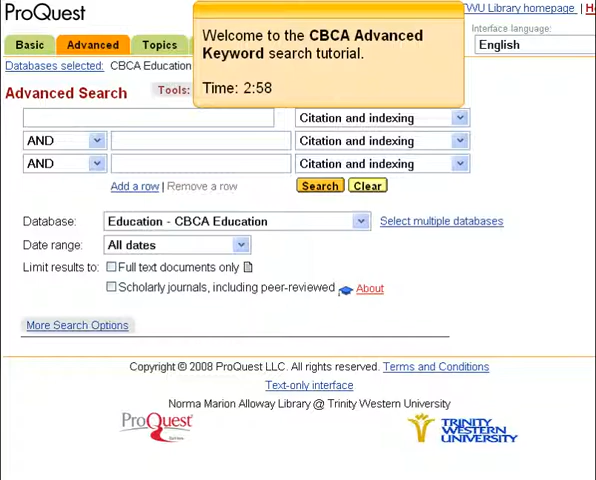 ProQuest
TWU Library homepage
Interface language:
English
Basic
Advanced
Topics
Welcome to the CBCA Advanced
Keyword search tutorial.
Time: 2:58
Databases selected: CBCA Education
Advanced Search
Tools:
Citation and indexing
AND
Citation and indexing
AND
Citation and indexing
Add a row | Remove a row
Search
Clear
Database:
Education - CBCA Education
Select multiple databases
Date range:
All dates
Limit results to:
Full text documents only
Scholarly journals, including peer-reviewed
About
More Search Options
Copyright © 2008 ProQuest LLC. All rights reserved. Terms and Conditions
Text-only interface
Norma Marion Alloway Library @ Trinity Western University
ProQuest
TRINITY
WESTERN
UNIVERSITY